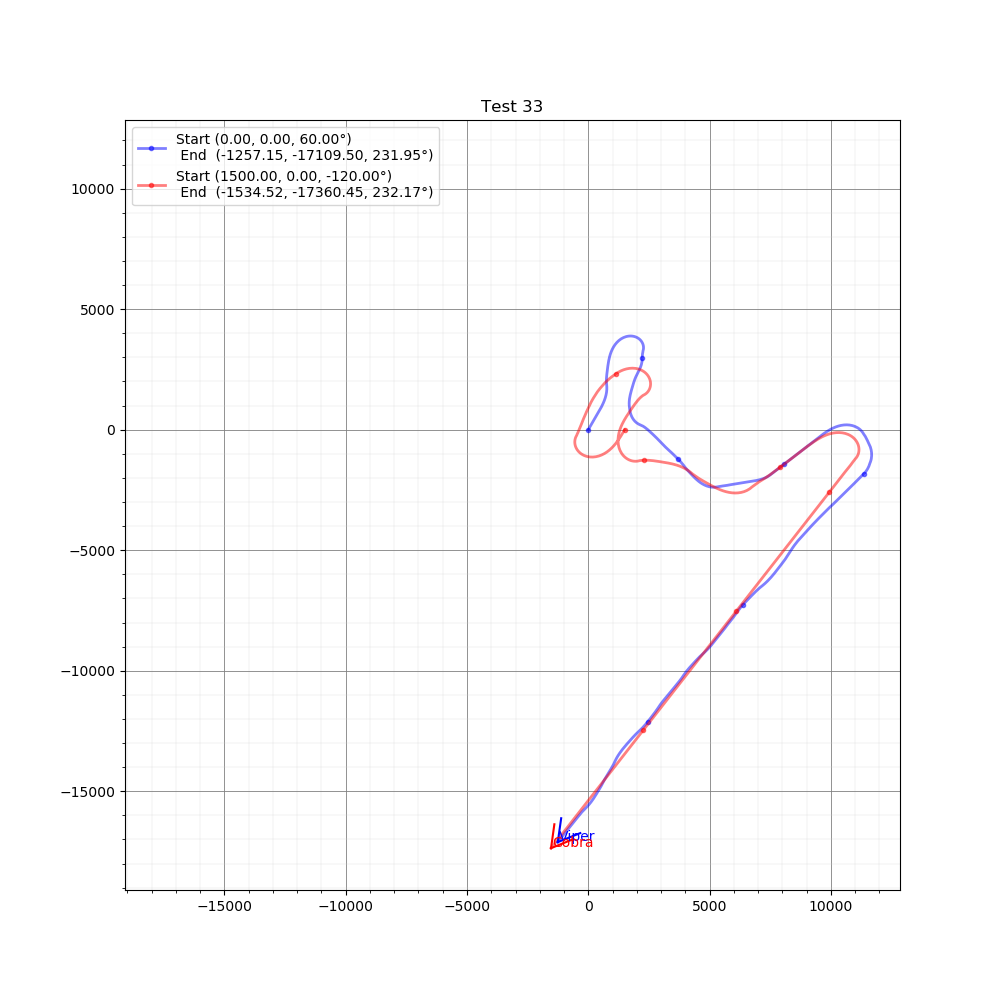 Test 33
Start (0.00, 0.00, 60.00°)
End (-1257.15, -17109.50, 231.95°)
Start (1500.00, 0.00, -120.00°)
End (-1534.52, -17360.45, 232.17°)
10000
5000
0
−5000
−10000
−15000
Viper
Cobra
−15000 −10000 −5000 0 5000 10000